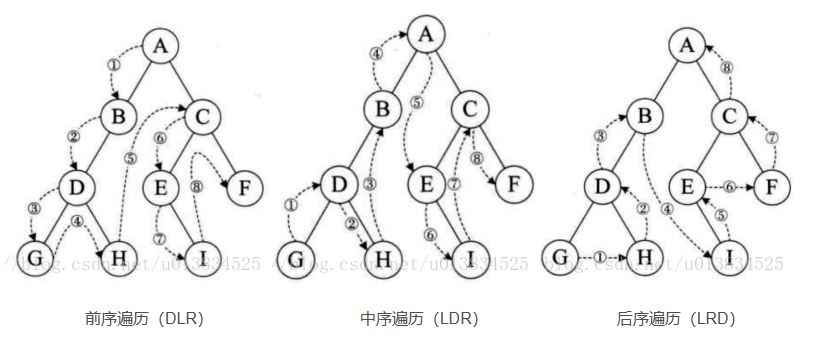 A
①
B
C
②
⑥
⑤
D
E
F
③
④
⑧
⑦
G
H
I
A
④
⑤
B
C
⑧
D
③
E
⑦
F
①
②
⑥
G
H
I
A
⑧
B
C
③
⑦
D
E
⑥
F
②
④
⑤
G
①
H
I
//blog.csdn.net/u013834525
//blog.csdn.net/u013834525
//blog.csdn.net/u013834525
前序遍历（DLR）
中序遍历（LDR）
后序遍历（LRD）